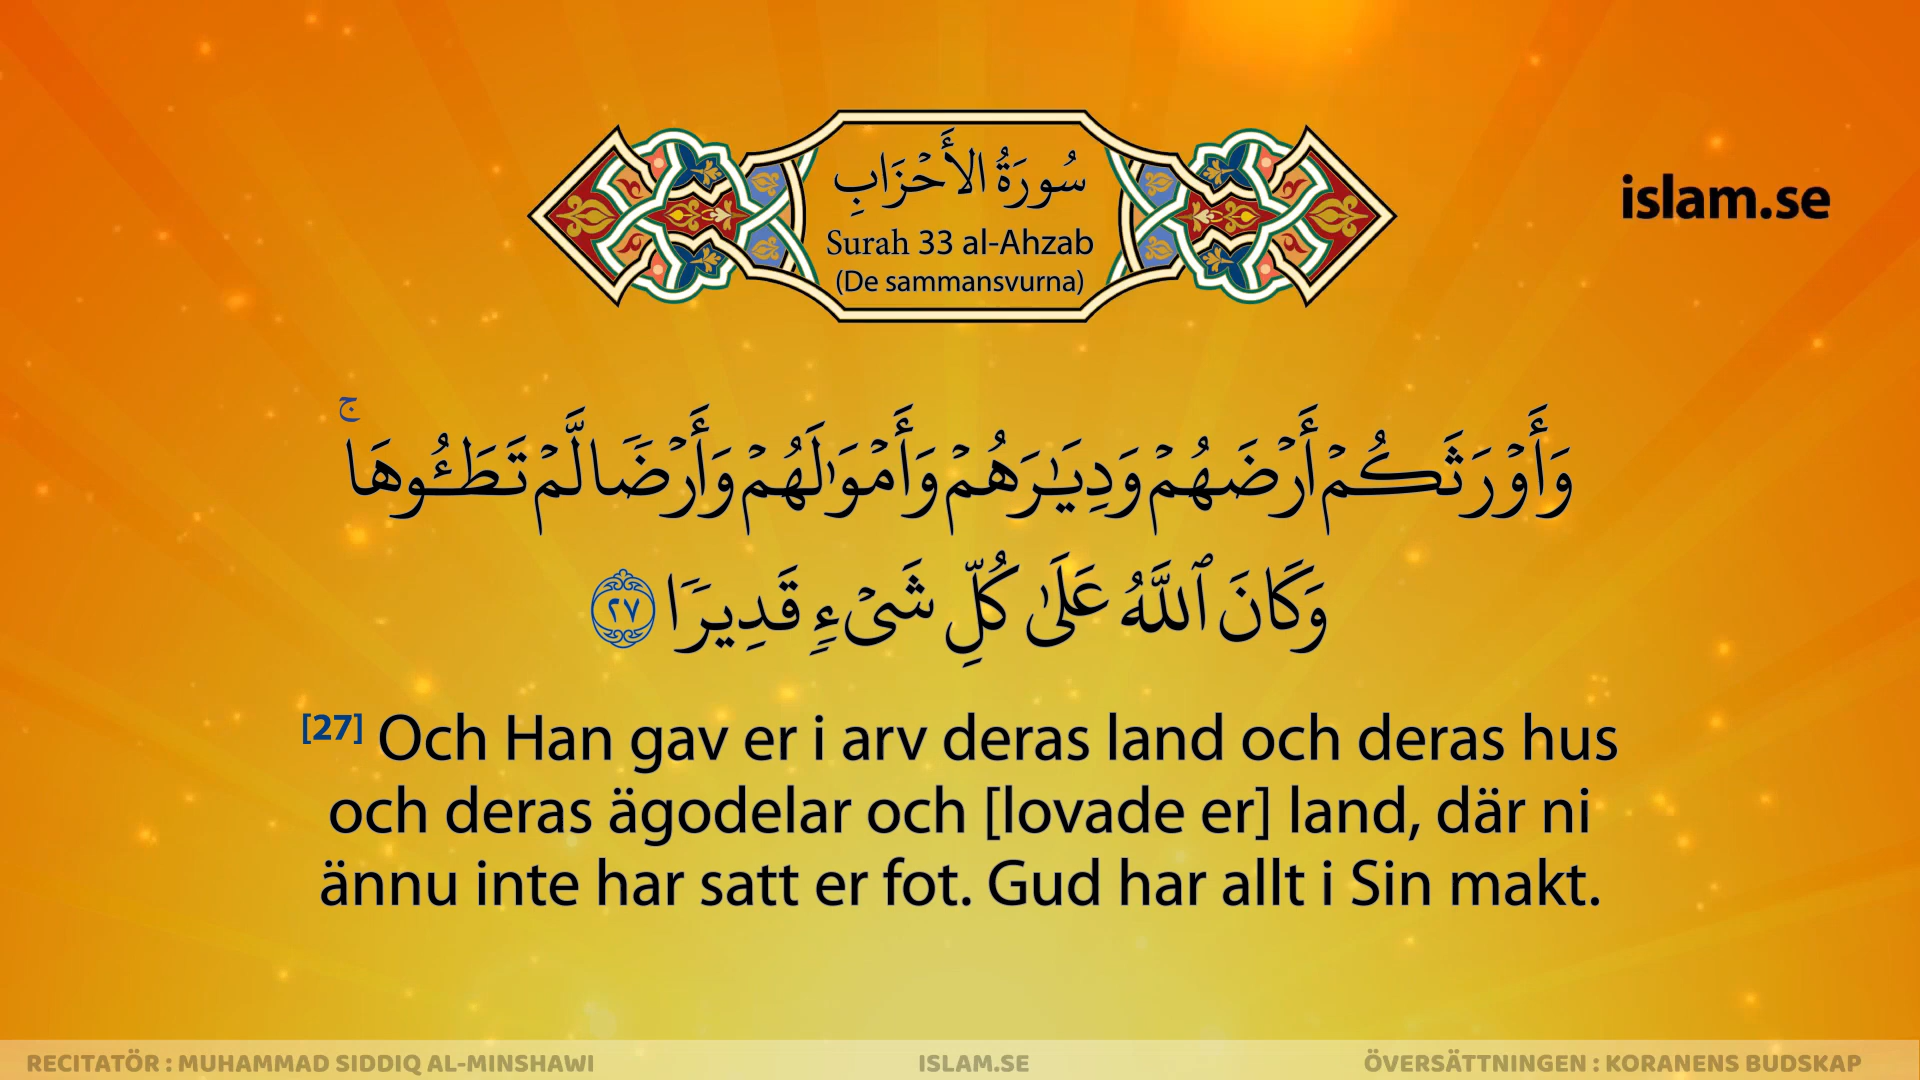 سُورَةُ الأَحْزَابِ
Surah 33 al-Ahzab
(De sammansvurna)
islam.se
وَأَوۡرَثَكُمۡ أَرۡضَهُمۡ وَدِيَٰرَهُمۡ وَأَمۡوَٰلَهُمۡ وَأَرۡضٗا لَّمۡ تَطَـُٔوهَاۚ
وَكَانَ ٱللَّهُ عَلَىٰ كُلِّ شَيۡءٖ قَدِيرٗا ٢٧
[27] Och Han gav er i arv deras land och deras hus
och deras ägodelar och [lovade er] land, där ni
ännu inte har satt er fot. Gud har allt i Sin makt.
RECITATÖR : MUHAMMAD SIDDIQ AL-MINSHAWI
ISLAM.SE
ÖVERSÄTTNINGEN : KORANENS BUDSKAP